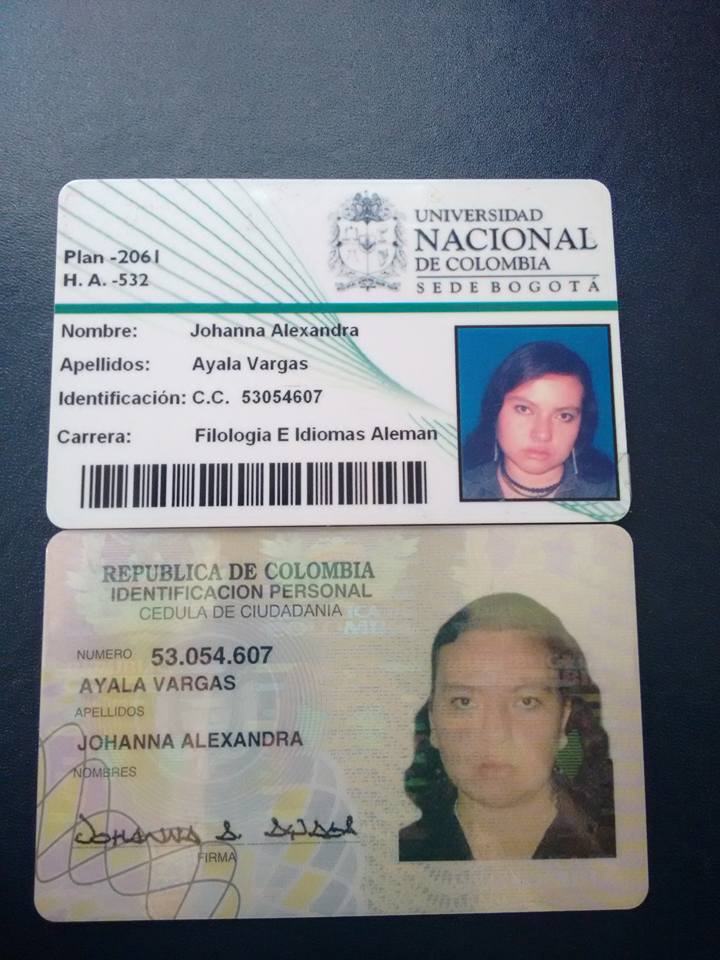 Plan -2061
H. A. -532
UNIVERSIDAD
NACIONAL
DE COLOMBIA
SEDE BOGOTÁ
Nombre: Johanna Alexandra
Apellidos: Ayala Vargas
Identificación: C.C. 53054607
Carrera: Filologia E Idiomas Aleman
REPUBLICA DE COLOMBIA
IDENTIFICACION PERSONAL
CEDULA DE CIUDADANIA
NUMERO 53.054.607
AYALA VARGAS
APELLIDOS
JOHANNA ALEXANDRA
NOMBRES
JOHANNA
FIRMA